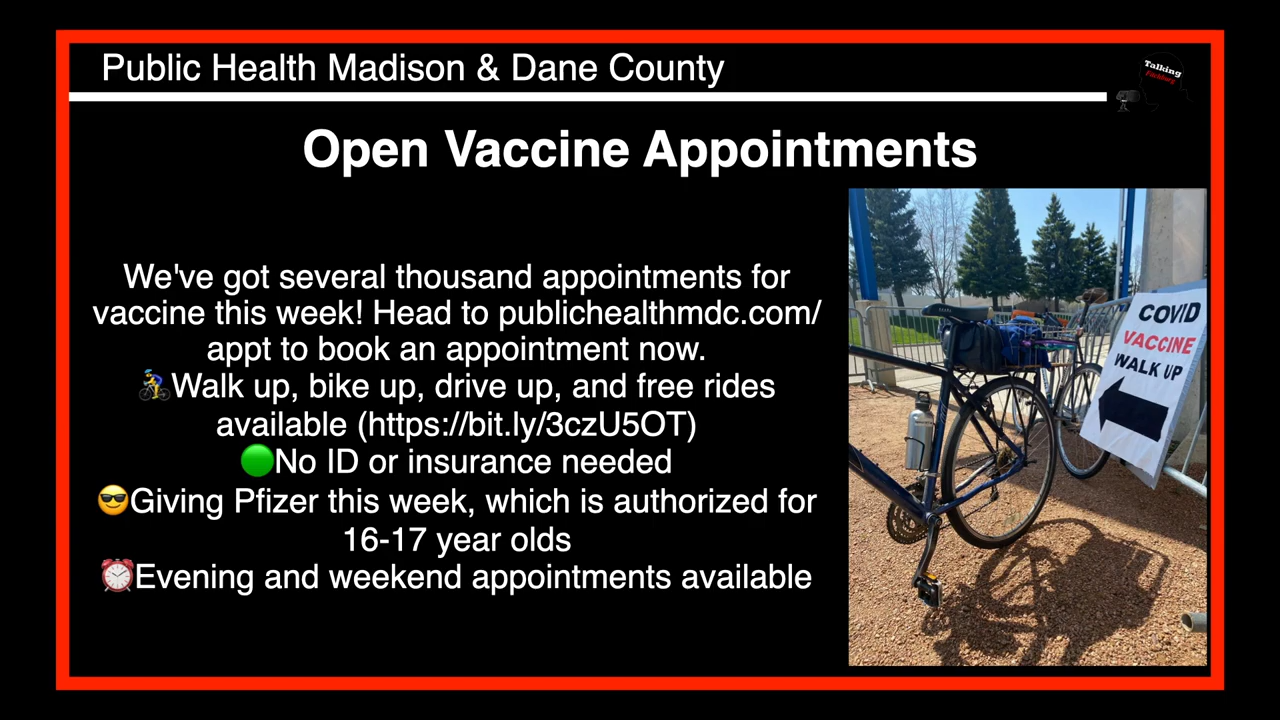 Public Health Madison & Dane County
Talking
Fitchburg
Open Vaccine Appointments
We've got several thousand appointments for
vaccine this week! Head to publichealthmdc.com/
appt to book an appointment now.
🚴Walk up, bike up, drive up, and free rides
available (https://bit.ly/3czU5OT)
🟢No ID or insurance needed
😎Giving Pfizer this week, which is authorized for
16-17 year olds
⏰Evening and weekend appointments available
COVID
VACCINE
WALK UP